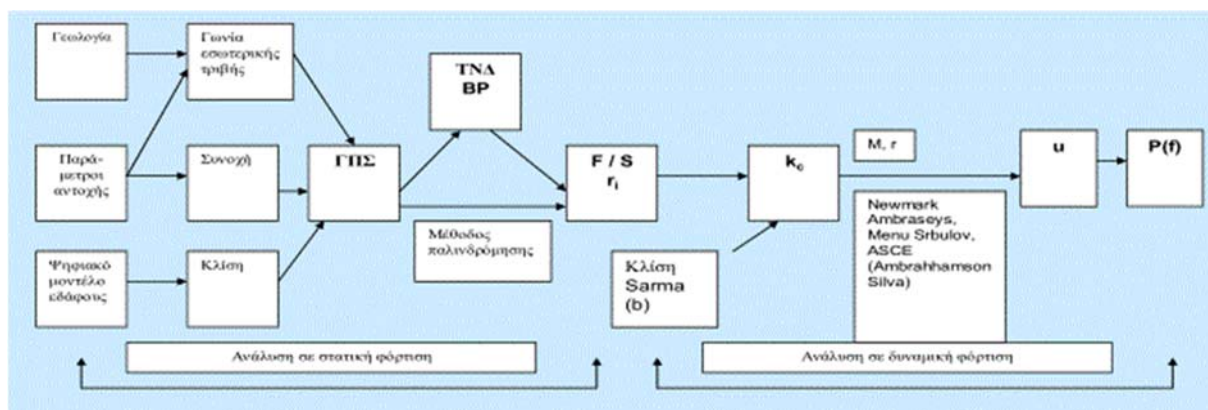 Γεωλογία
Γωνία
εσωτερικής
τριβής
ΤΝΔ
BP
Παρά-
μετροι
αντοχής
Συνοχή
ΓΠΣ
F / S
rᵢ
kc
M, r
u
P(f)
Μέθοδος
παλινδρόμησης
Newmark
Ambraseys,
Menu Srbulov,
ASCE
(Ambrahhamson
Silva)
Ψηφιακό
μοντέλο
εδάφους
Κλίση
Κλίση
Sarma
(b)
Ανάλυση σε στατική φόρτιση
Ανάλυση σε δυναμική φόρτιση